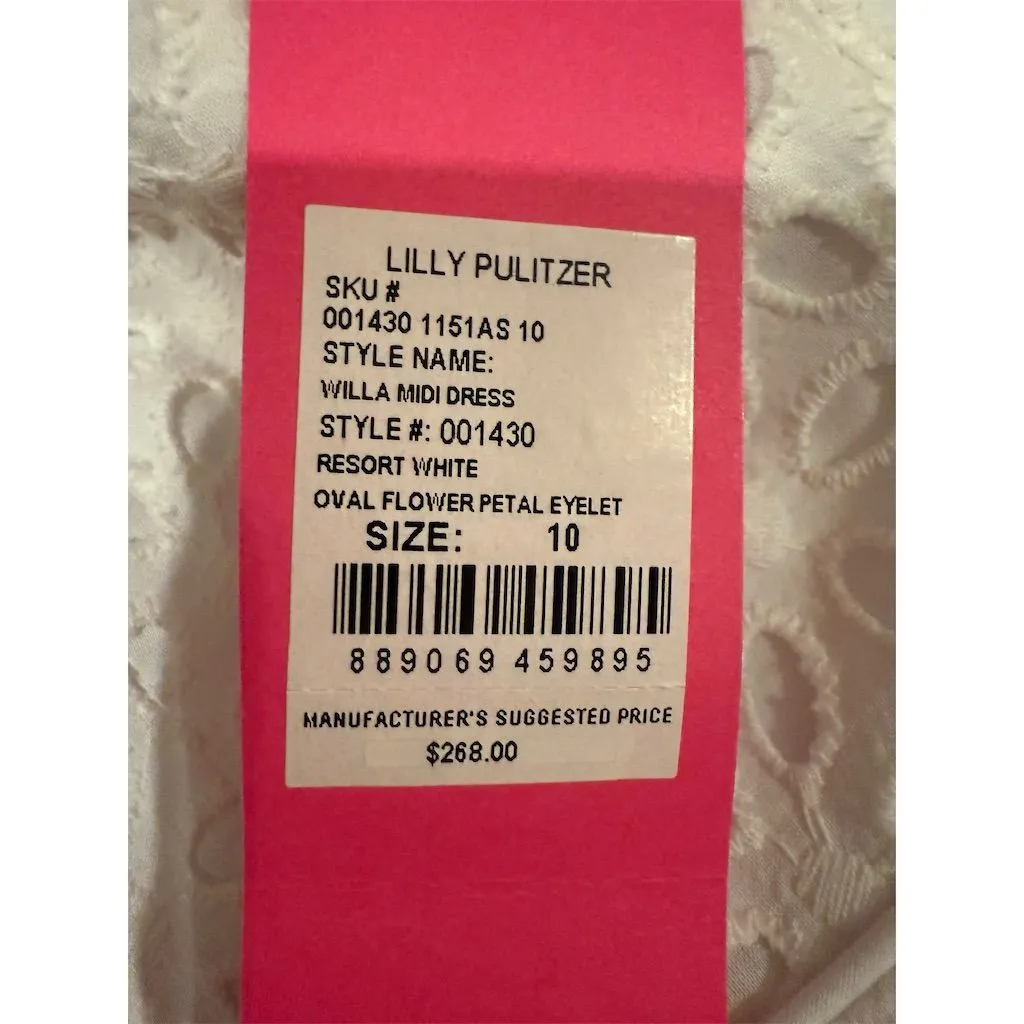 LILLY PULITZER
SKU #
001430 1151AS 10
STYLE NAME:
WILLA MIDI DRESS
STYLE #: 001430
RESORT WHITE
OVAL FLOWER PETAL EYELET
SIZE: 10
889069 459895
MANUFACTURER'S SUGGESTED PRICE
$268.00